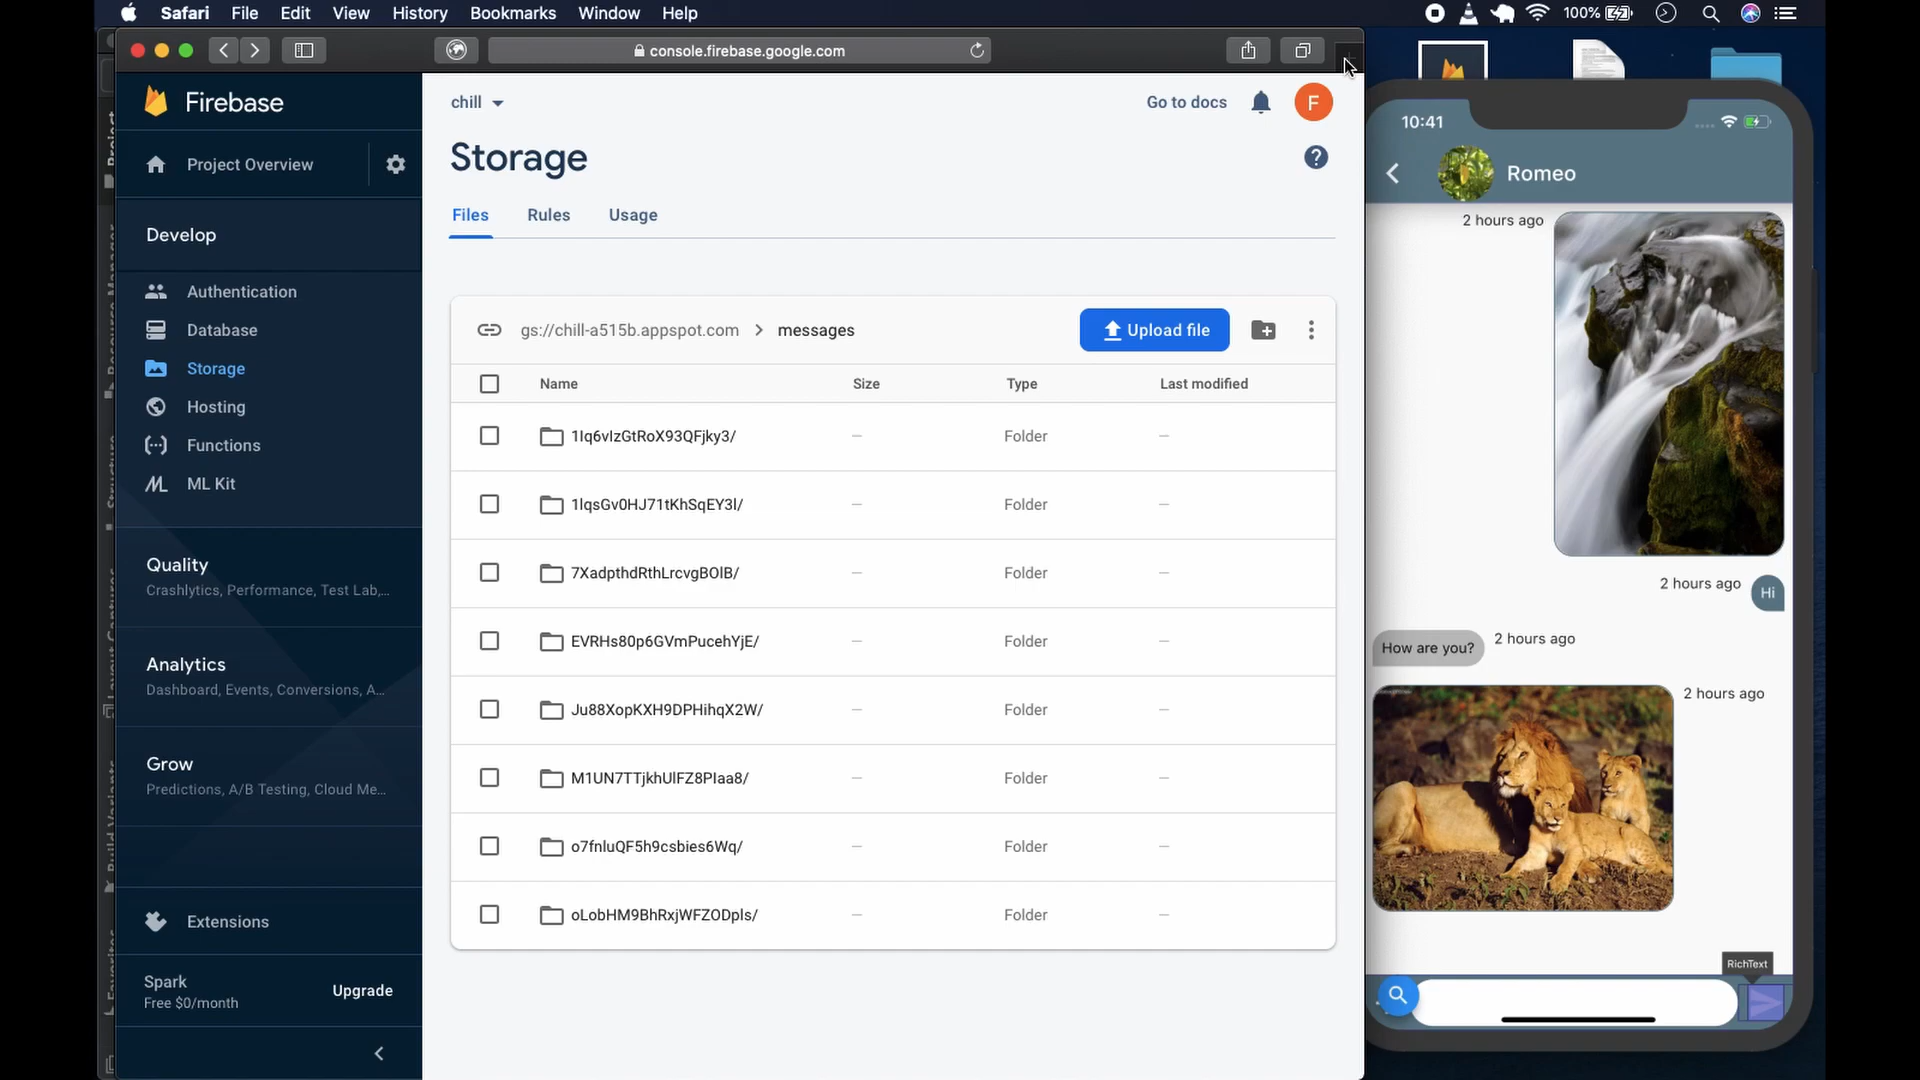 Safari File Edit View History Bookmarks Window Help 100%
console.firebase.google.com
Firebase
Project Overview
Develop
Authentication
Database
Storage
Hosting
Functions
ML Kit
Quality
Crashlytics, Performance, Test Lab,...
Analytics
Dashboard, Events, Conversions, A...
Grow
Predictions, A/B Testing, Cloud Me...
Extensions
Spark
Free $0/month
Upgrade
chill
Go to docs
F
Storage
Files Rules Usage
gs://chill-a515b.appspot.com > messages
Upload file
Name Size Type Last modified
1Iq6vIzGtRoX93QFjky3/ — Folder —
1lqsGv0HJ71tKhSqEY3l/ — Folder —
7XadpthdRthLrcvgBOlB/ — Folder —
EVRHs80p6GVmPucehYjE/ — Folder —
Ju88XopKXH9DPHihqX2W/ — Folder —
M1UN7TTjkhUlFZ8Plaa8/ — Folder —
o7fnluQF5h9csbies6Wq/ — Folder —
oLobHM9BhRxjWFZODpls/ — Folder —
10:41
Romeo
2 hours ago
2 hours ago
Hi
How are you?
2 hours ago
2 hours ago
RichText